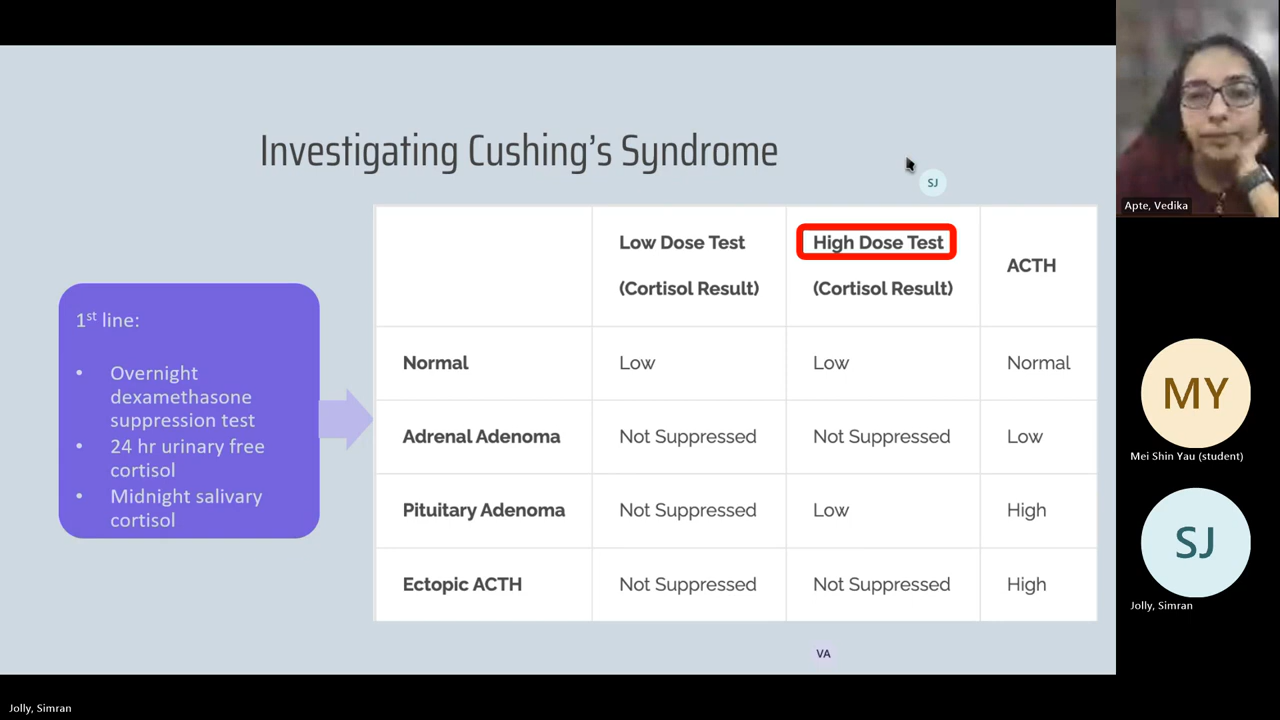 Investigating Cushing's Syndrome
SJ
1st line:
• Overnight
dexamethasone
suppression test
• 24 hr urinary free
cortisol
• Midnight salivary
cortisol
Low Dose Test
(Cortisol Result)
High Dose Test
(Cortisol Result)
ACTH
Normal Low Low Normal
Adrenal Adenoma Not Suppressed Not Suppressed Low
Pituitary Adenoma Not Suppressed Low High
Ectopic ACTH Not Suppressed Not Suppressed High
VA
Apte, Vedika
MY
Mei Shin Yau (student)
SJ
Jolly, Simran
Jolly, Simran